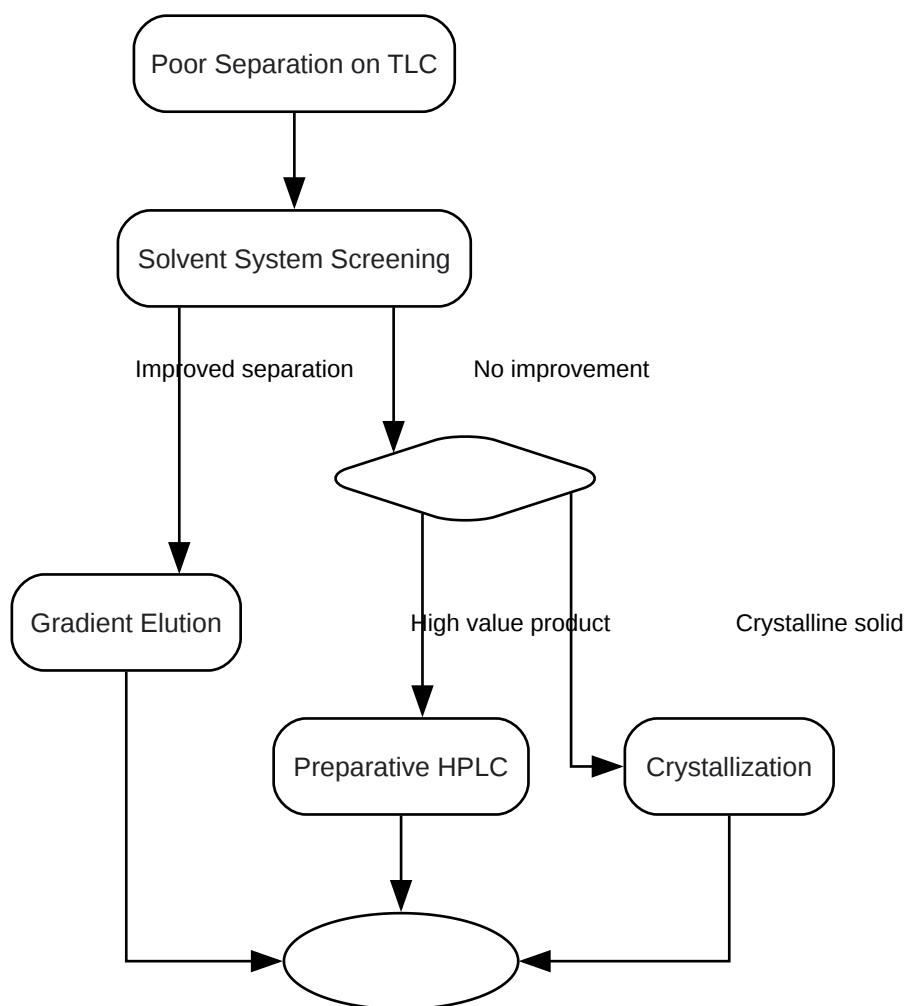 Poor Separation on TLC
Solvent System Screening
Improved separation
No improvement
Gradient Elution
High value product
Crystalline solid
Preparative HPLC
Crystallization